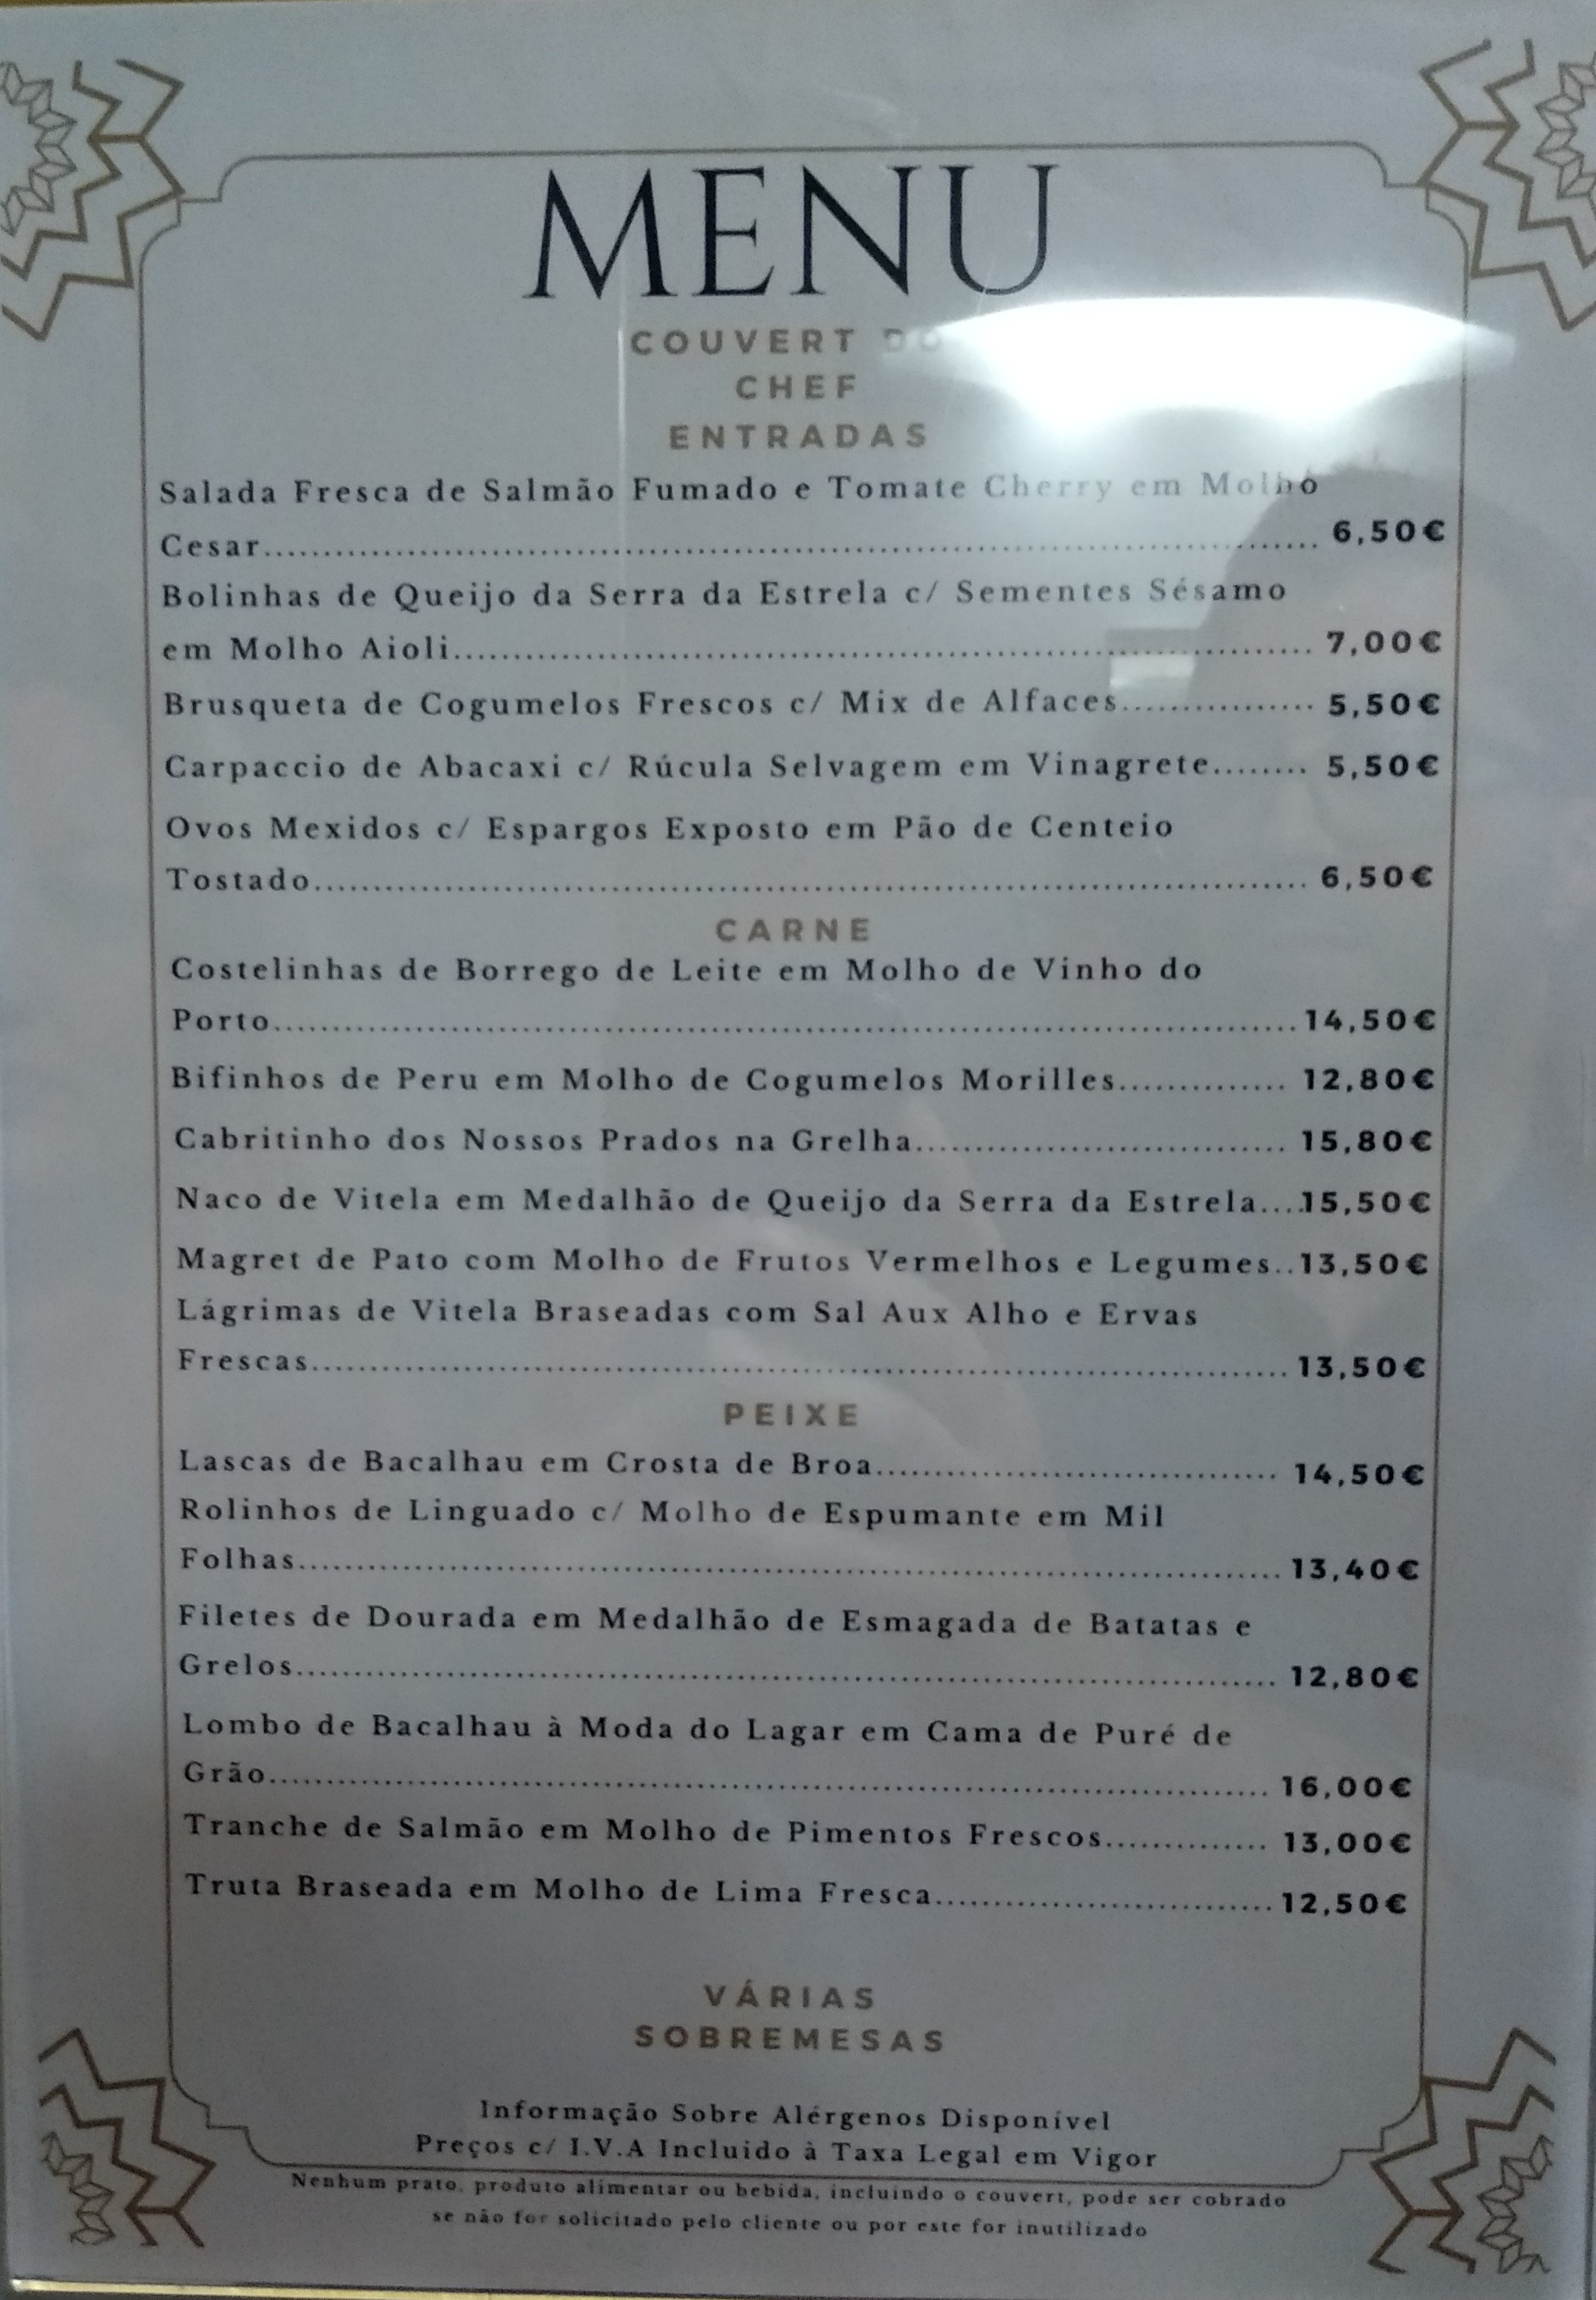 MENU
COUVERT DO
CHEF
ENTRADAS
Salada Fresca de Salmão Fumado e Tomate Cherry em Molho
Cesar.......... 6,50€
Bolinhas de Queijo da Serra da Estrela c/ Sementes Sésamo
em Molho Aioli.......... 7,00€
Brusqueta de Cogumelos Frescos c/ Mix de Alfaces.......... 5,50€
Carpaccio de Abacaxi c/ Rúcula Selvagem em Vinagrete........ 5,50€
Ovos Mexidos c/ Espargos Exposto em Pão de Centeio
Tostado.......... 6,50€
CARNE
Costelinhas de Borrego de Leite em Molho de Vinho do
Porto..........14,50€
Bifinhos de Peru em Molho de Cogumelos Morilles.......... 12,80€
Cabritinho dos Nossos Prados na Grelha.......... 15,80€
Naco de Vitela em Medalhão de Queijo da Serra da Estrela....15,50€
Magret de Pato com Molho de Frutos Vermelhos e Legumes..13,50€
Lágrimas de Vitela Braseadas com Sal Aux Alho e Ervas
Frescas..........13,50€
PEIXE
Lascas de Bacalhau em Crosta de Broa.......... 14,50€
Rolinhos de Linguado c/ Molho de Espumante em Mil
Folhas..........13,40€
Filetes de Dourada em Medalhão de Esmagada de Batatas e
Grelos.......... 12,80€
Lombo de Bacalhau à Moda do Lagar em Cama de Puré de
Grão.......... 16,00€
Tranche de Salmão em Molho de Pimentos Frescos.......... 13,00€
Truta Braseada em Molho de Lima Fresca..........12,50€
VÁRIAS
SOBREMESAS
Informação Sobre Alérgenos Disponível
Preços c/ I.V.A Incluido à Taxa Legal em Vigor
Nenhum prato, produto alimentar ou bebida, incluindo o couvert, pode ser cobrado
se não for solicitado pelo cliente ou por este for inutilizado